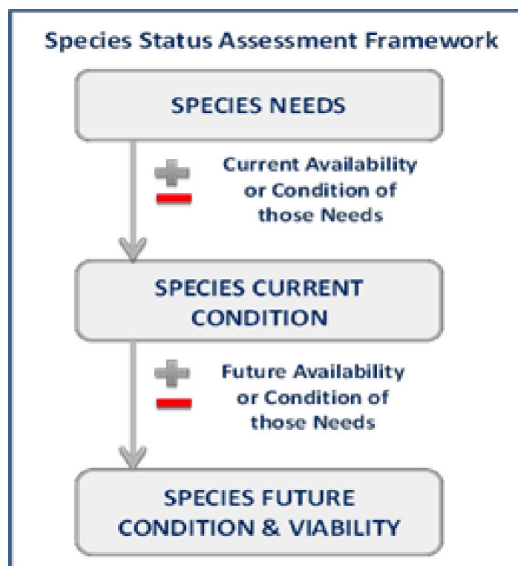 Species Status Assessment Framework
SPECIES NEEDS
Current Availability
or Condition of
those Needs
SPECIES CURRENT
CONDITION
Future Availability
or Condition of
those Needs
SPECIES FUTURE
CONDITION & VIABILITY